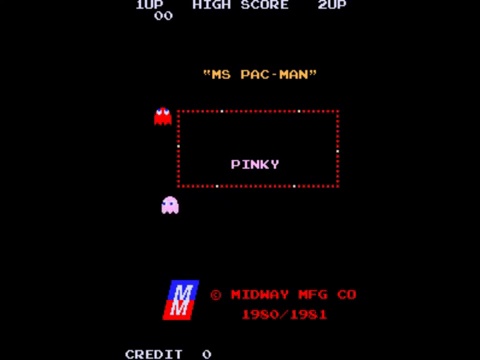 1UP HIGH SCORE 2UP
00
"MS PAC-MAN"
PINKY
MM
© MIDWAY MFG CO
1980/1981
CREDIT 0